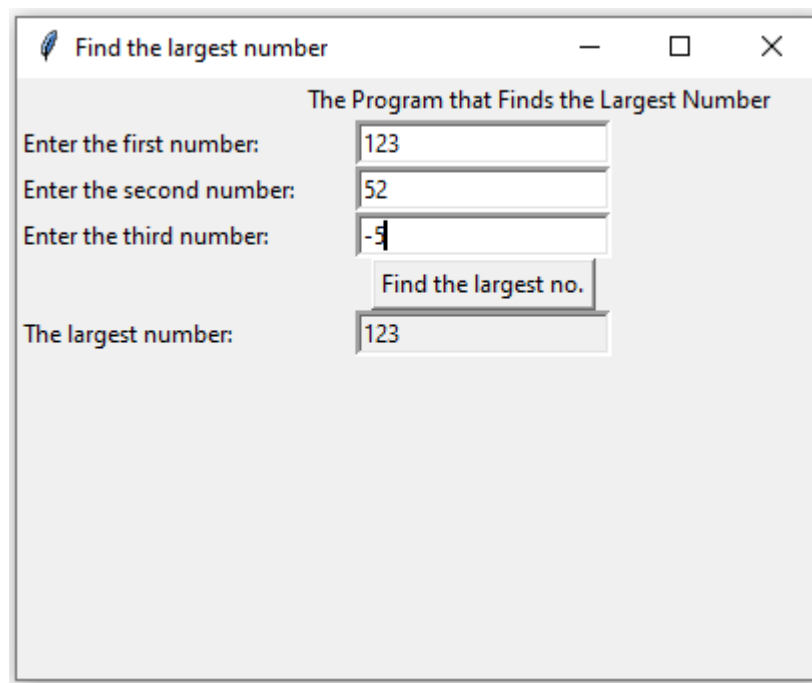 Find the largest number
The Program that Finds the Largest Number
Enter the first number: 123
Enter the second number: 52
Enter the third number: -5
Find the largest no.
The largest number: 123